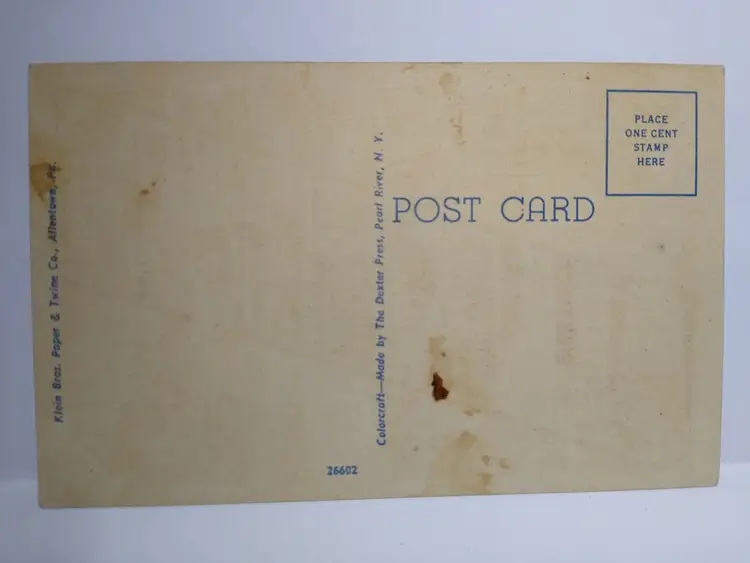 Klein Bros. Paper & Twine Co., Allentown, Pa.
Colorcraft—Made by The Dexter Press, Pearl River, N. Y.
POST CARD
PLACE
ONE CENT
STAMP
HERE
26602